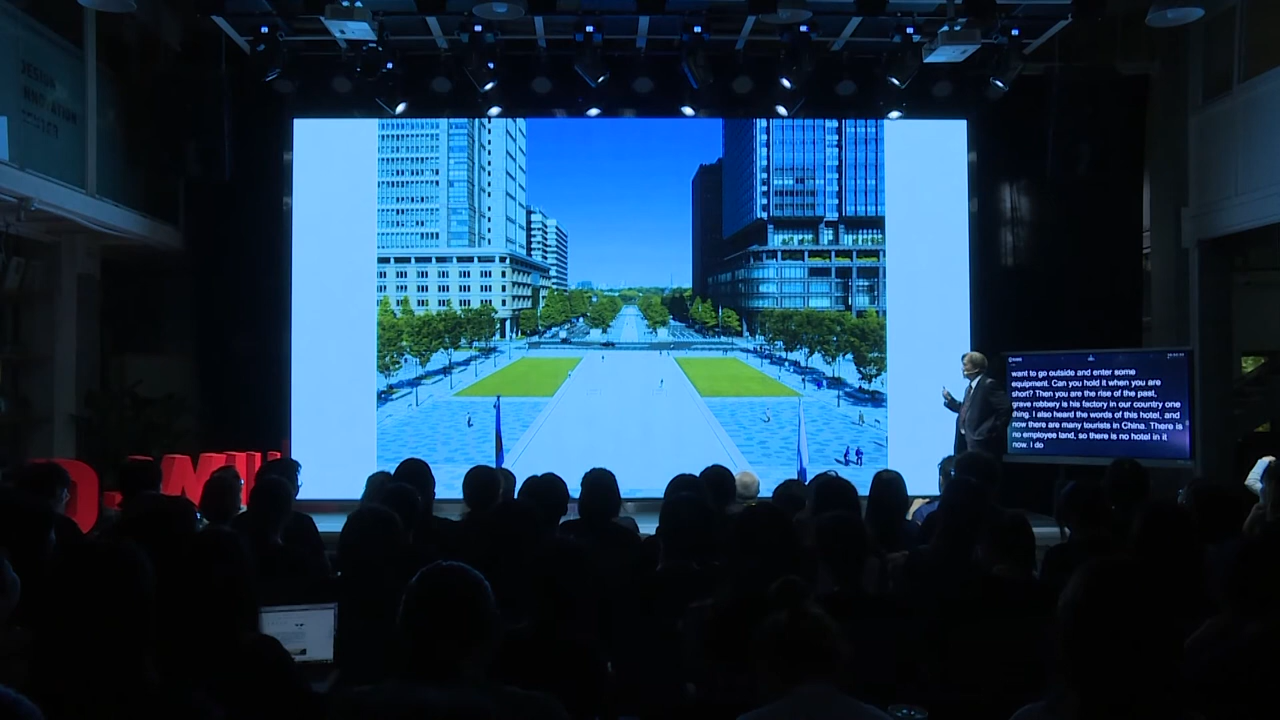 DESIGN
INNOVATION
CENTER
want to go outside and enter some
equipment. Can you hold it when you are
short? Then you are the rise of the past,
grave robbery is his factory in our country one
thing. I also heard the words of this hotel, and
now there are many tourists in China. There is
no employee land, so there is no hotel in it
now. I do